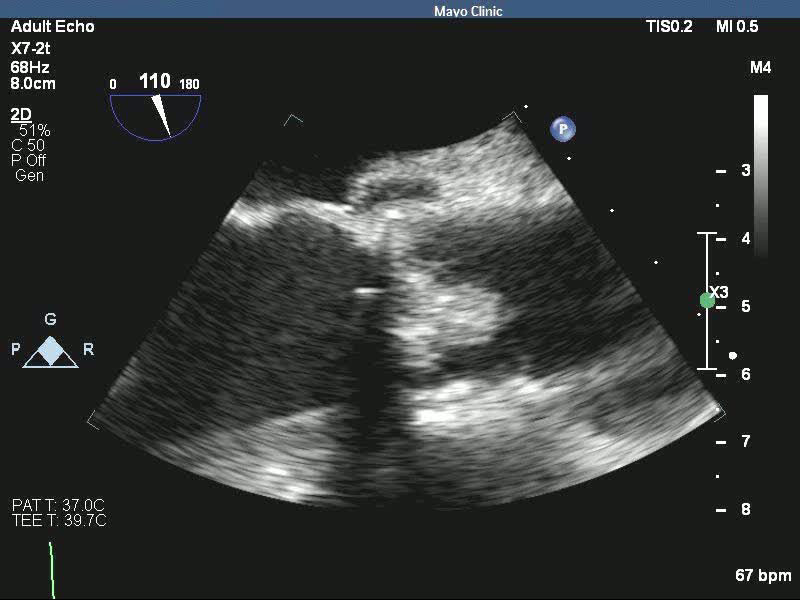 Mayo Clinic
Adult Echo
TIS0.2 MI 0.5
X7-2t
68Hz
8.0cm
0 110 180
M4
2D
51%
C 50
P Off
Gen
P
3
4
X3
5
G
P R
6
7
8
PAT T: 37.0C
TEE T: 39.7C
67 bpm